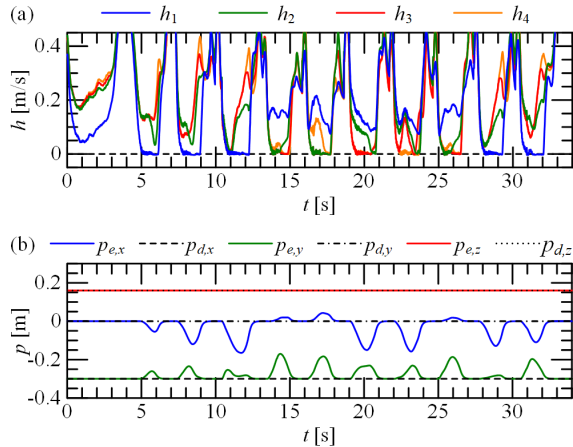 (a) h1 h2 h3 h4
0.4
0.2
0
h [m/s]
0 5 10 15 20 25 30
t [s]
(b) pe,x pd,x pe,y pd,y pe,z pd,z
0.2
0
-0.2
-0.4
p [m]
0 5 10 15 20 25 30
t [s]